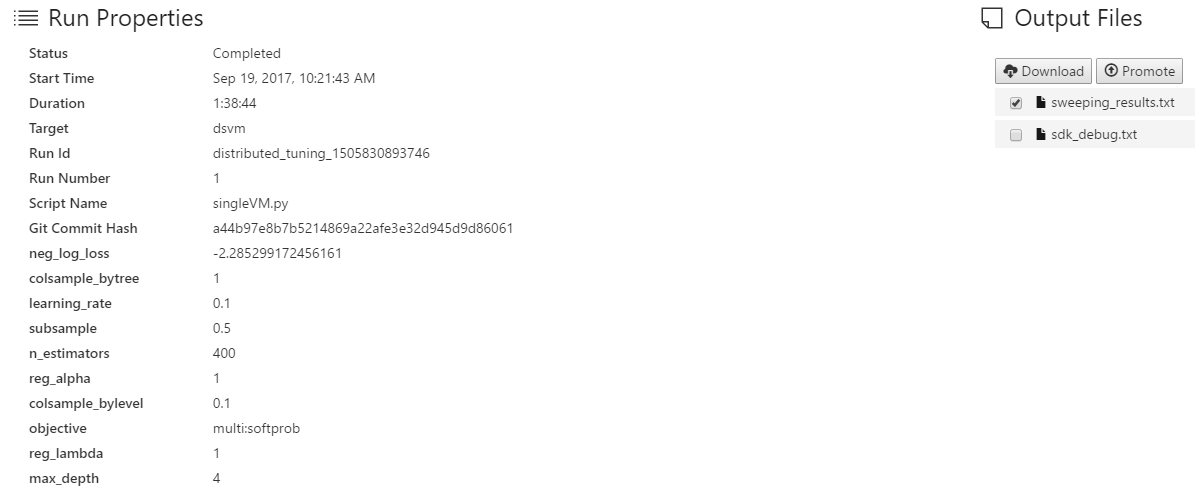 Run Properties
Status Completed
Start Time Sep 19, 2017, 10:21:43 AM
Duration 1:38:44
Target dsvm
Run Id distributed_tuning_1505830893746
Run Number 1
Script Name singleVM.py
Git Commit Hash a44b97e8b7b5214869a22afe3e32d945d9d86061
neg_log_loss -2.285299172456161
colsample_bytree 1
learning_rate 0.1
subsample 0.5
n_estimators 400
reg_alpha 1
colsample_bylevel 0.1
objective multi:softprob
reg_lambda 1
max_depth 4
Output Files
Download Promote
sweeping_results.txt
sdk_debug.txt